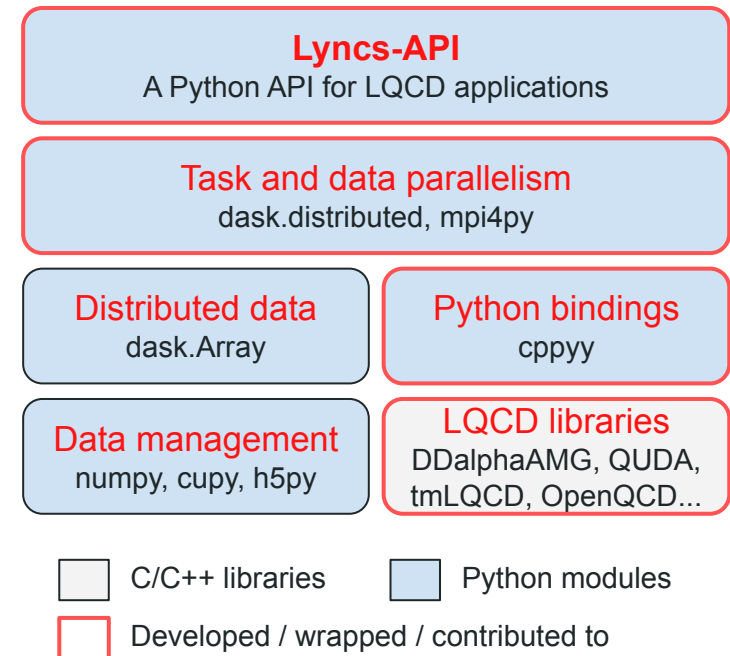 Lyncs-API
A Python API for LQCD applications
Task and data parallelism
dask.distributed, mpi4py
Distributed data
dask.Array
Python bindings
cppyy
Data management
numpy, cupy, h5py
LQCD libraries
DDalphaAMG, QUDA,
tmLQCD, OpenQCD...
C/C++ libraries
Python modules
Developed / wrapped / contributed to